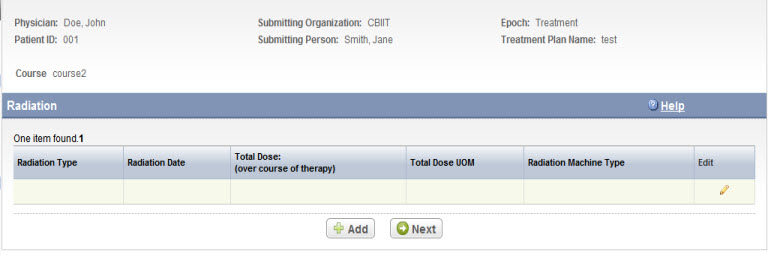 Physician: Doe, John Submitting Organization: CBIIT Epoch: Treatment
Patient ID: 001 Submitting Person: Smith, Jane Treatment Plan Name: test
Course course2
Radiation Help
One item found.1
Radiation Type Radiation Date Total Dose: (over course of therapy) Total Dose UOM Radiation Machine Type Edit
Add Next